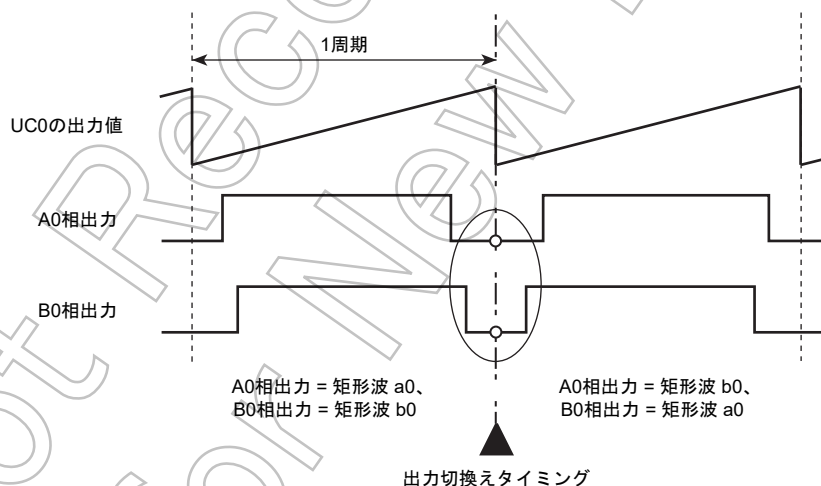 1周期
UC0の出力値
A0相出力
B0相出力
A0相出力 = 矩形波 a0、
B0相出力 = 矩形波 b0
A0相出力 = 矩形波 b0、
B0相出力 = 矩形波 a0
出力切換えタイミング